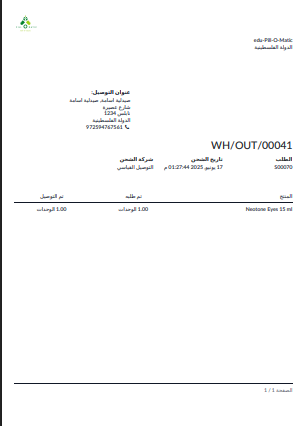 edu-Pill-O-Matic
الدولة الفلسطينية
عنوان التوصيل:
صيدلية اسامة, صيدلية اسامة
شارع عصيرة
نابلس 1234
الدولة الفلسطينية
972594767561
WH/OUT/00041
الطلب تاريخ الشحن شركة الشحن
S00070 17 يونيو, 2025 01:27:44 م التوصيل القياسي
المنتج تم طلبه تم التوصيل
Neotone Eyes 15 ml 1.00 الوحدات 1.00 الوحدات
الصفحة 1 / 1